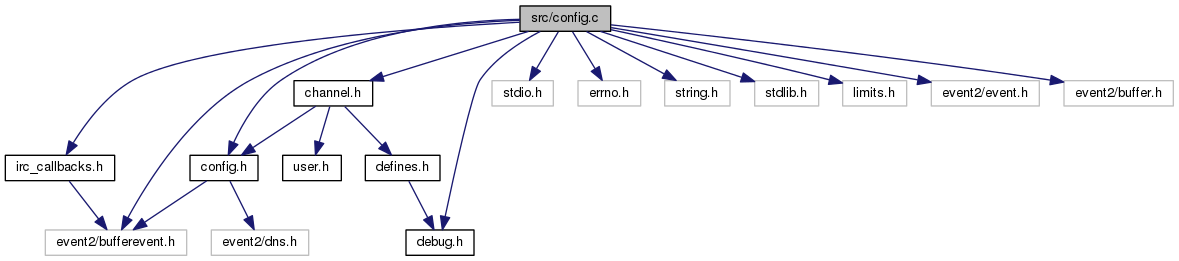 src/config.c
channel.h
stdio.h
errno.h
string.h
stdlib.h
limits.h
event2/event.h
event2/buffer.h
irc_callbacks.h
config.h
user.h
defines.h
event2/bufferevent.h
event2/dns.h
debug.h